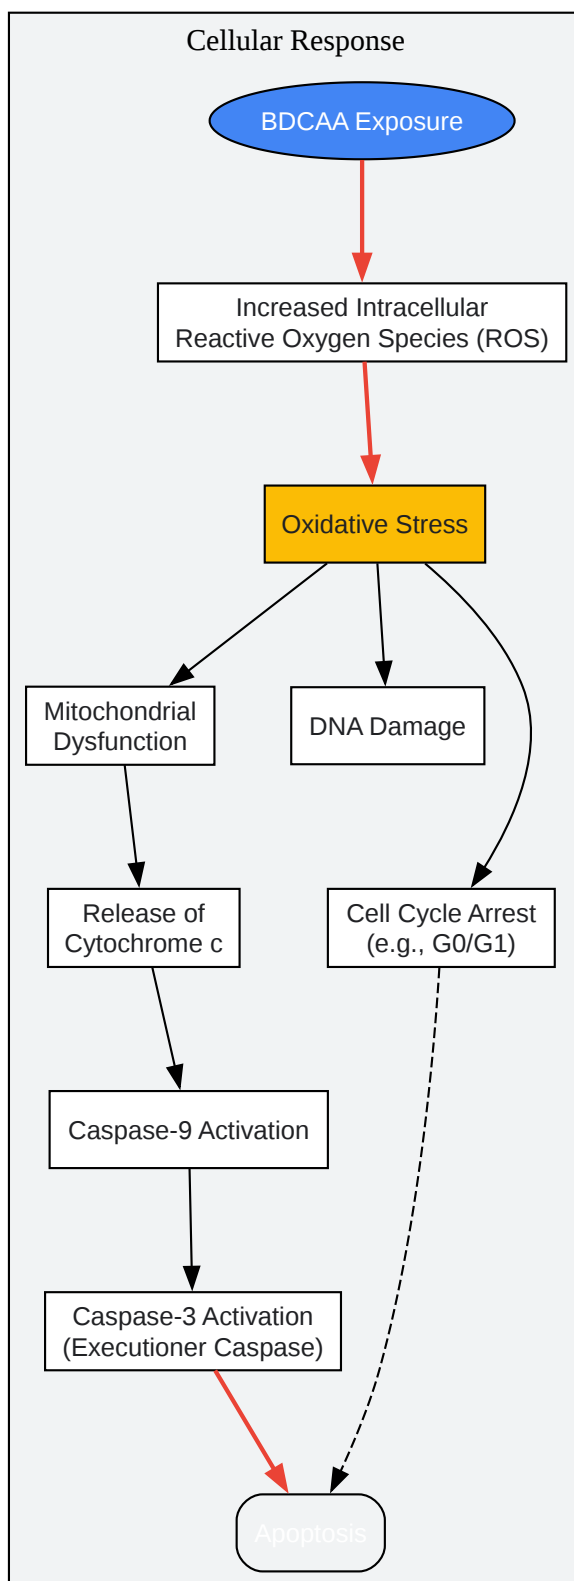 Cellular Response
BDCAA Exposure
Increased Intracellular
Reactive Oxygen Species (ROS)
Oxidative Stress
Mitochondrial
Dysfunction
DNA Damage
Release of
Cytochrome c
Cell Cycle Arrest
(e.g., G0/G1)
Caspase-9 Activation
Caspase-3 Activation
(Executioner Caspase)
Apoptosis